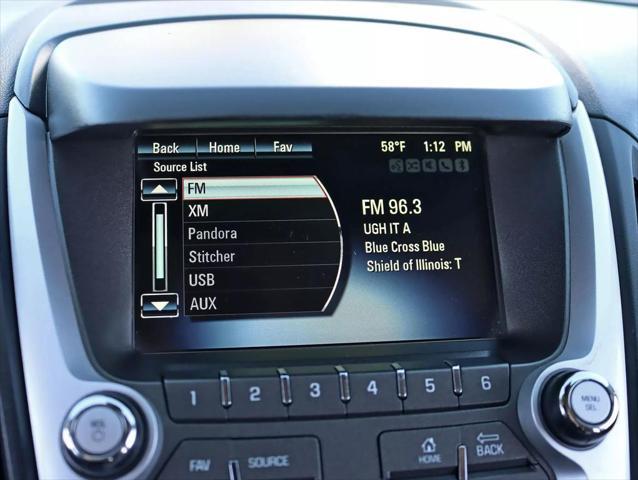 Back Home Fav 58°F 1:12 PM
Source List
FM
XM
Pandora
Stitcher
USB
AUX
FM 96.3
UGH IT A
Blue Cross Blue
Shield of Illinois: T
1 2 3 4 5 6
VOL
MENU
SEL
FAV
SOURCE
HOME
BACK